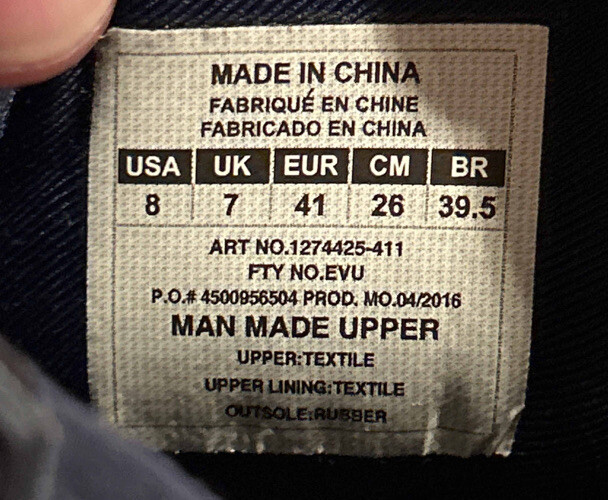 MADE IN CHINA
FABRIQUÉ EN CHINE
FABRICADO EN CHINA
USA UK EUR CM BR
8 7 41 26 39.5
ART NO.1274425-411
FTY NO.EVU
P.O.# 4500956504 PROD. MO.04/2016
MAN MADE UPPER
UPPER:TEXTILE
UPPER LINING:TEXTILE
OUTSOLE:RUBBER